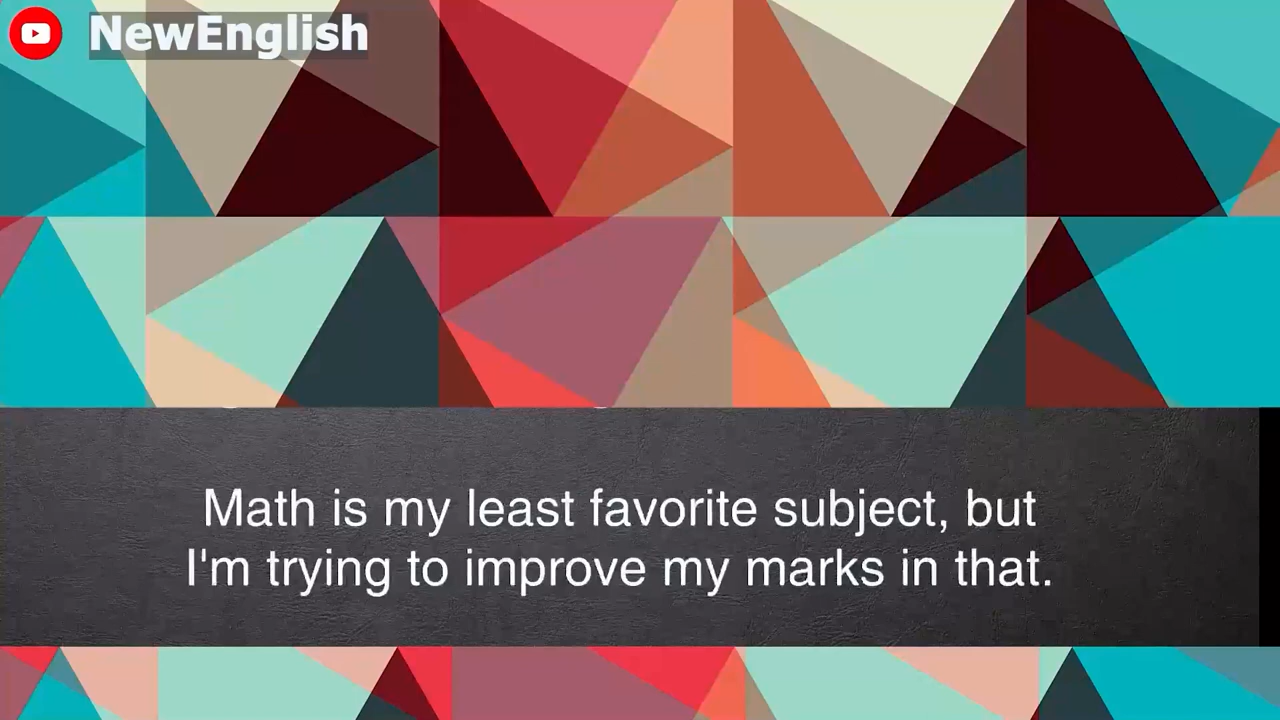 NewEnglish
Math is my least favorite subject, but
I'm trying to improve my marks in that.